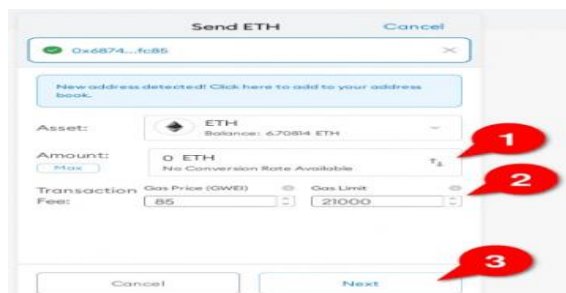 Send ETH Cancel
0x6874...fc85
New address detected! Click here to add to your address
book.
Asset: ETH
Balance: 6.70814 ETH
Amount: 0 ETH
Max No Conversion Rate Available
1
Transaction Gas Price (GWEI) Gas Limit
Fee: 85 21000
2
Cancel Next
3